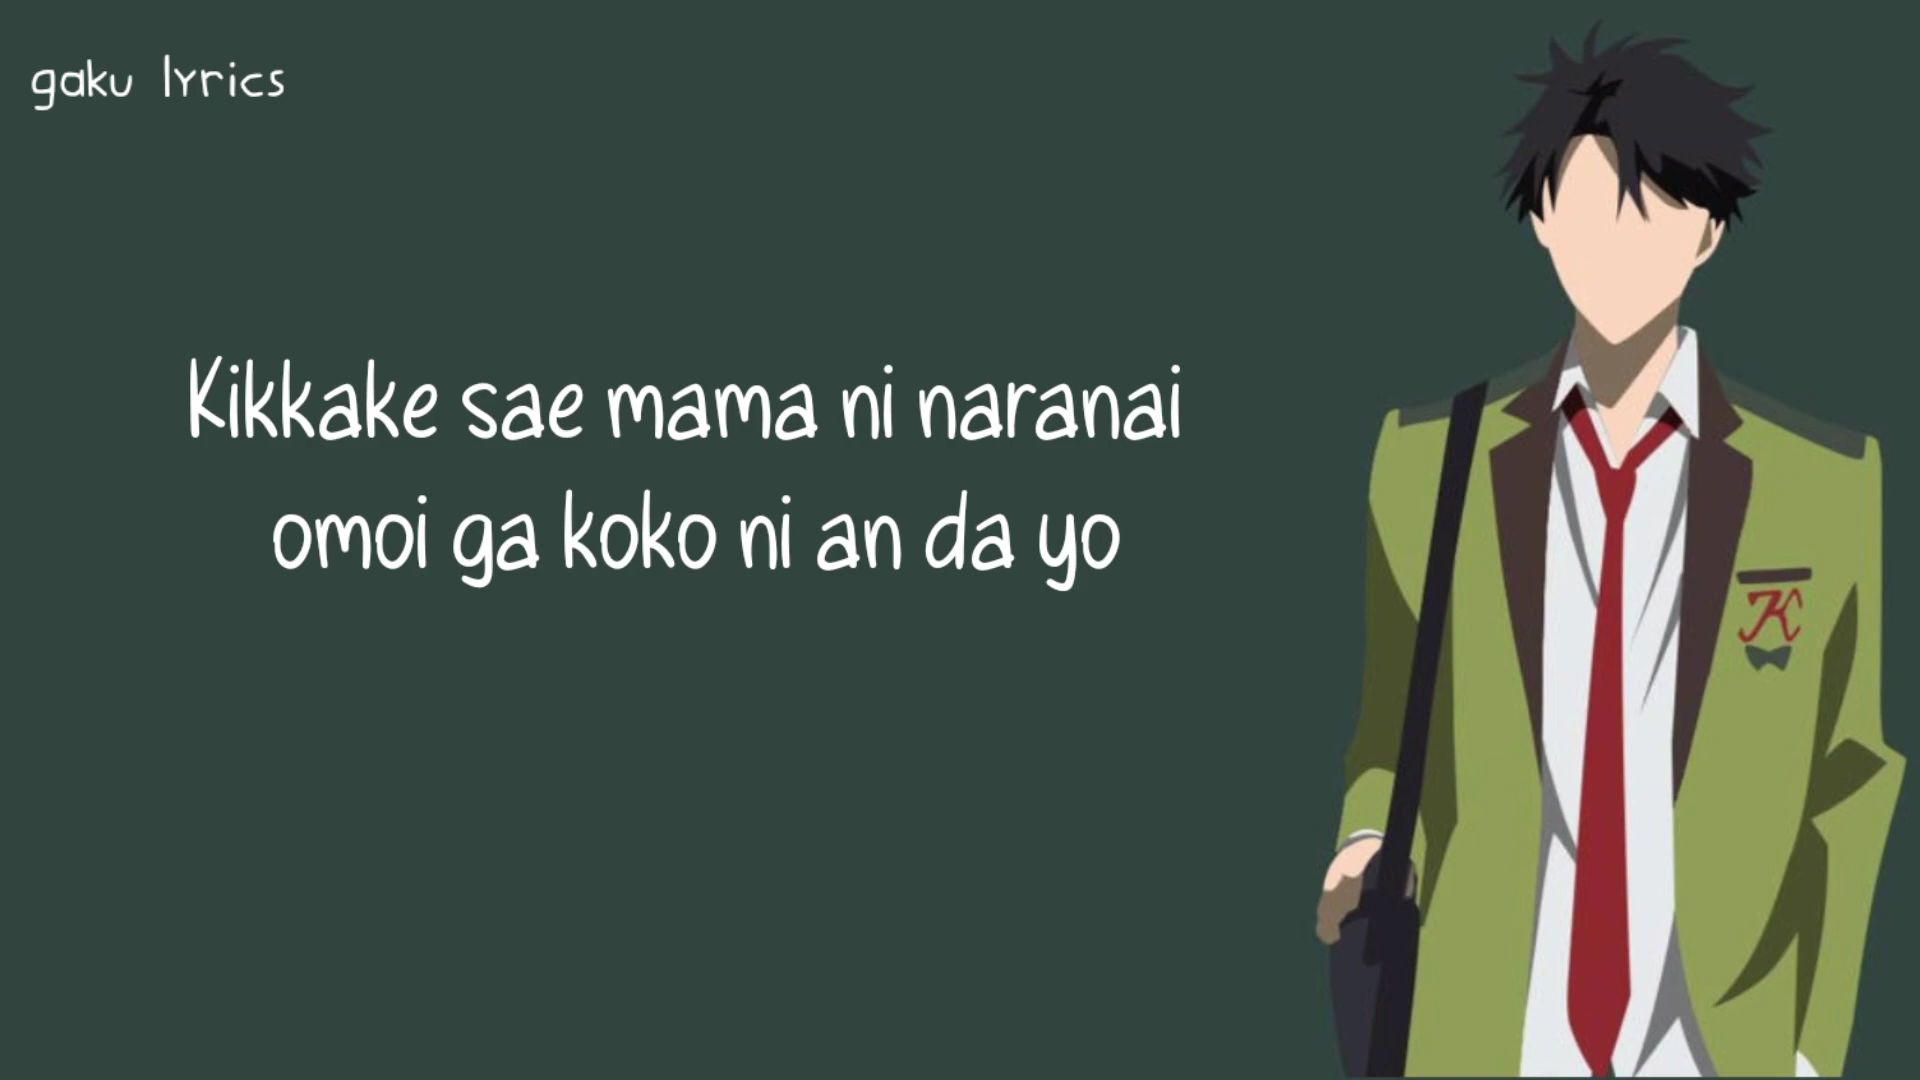 gaku lyrics
Kikkake sae mama ni naranai
omoi ga koko ni an da yo
K